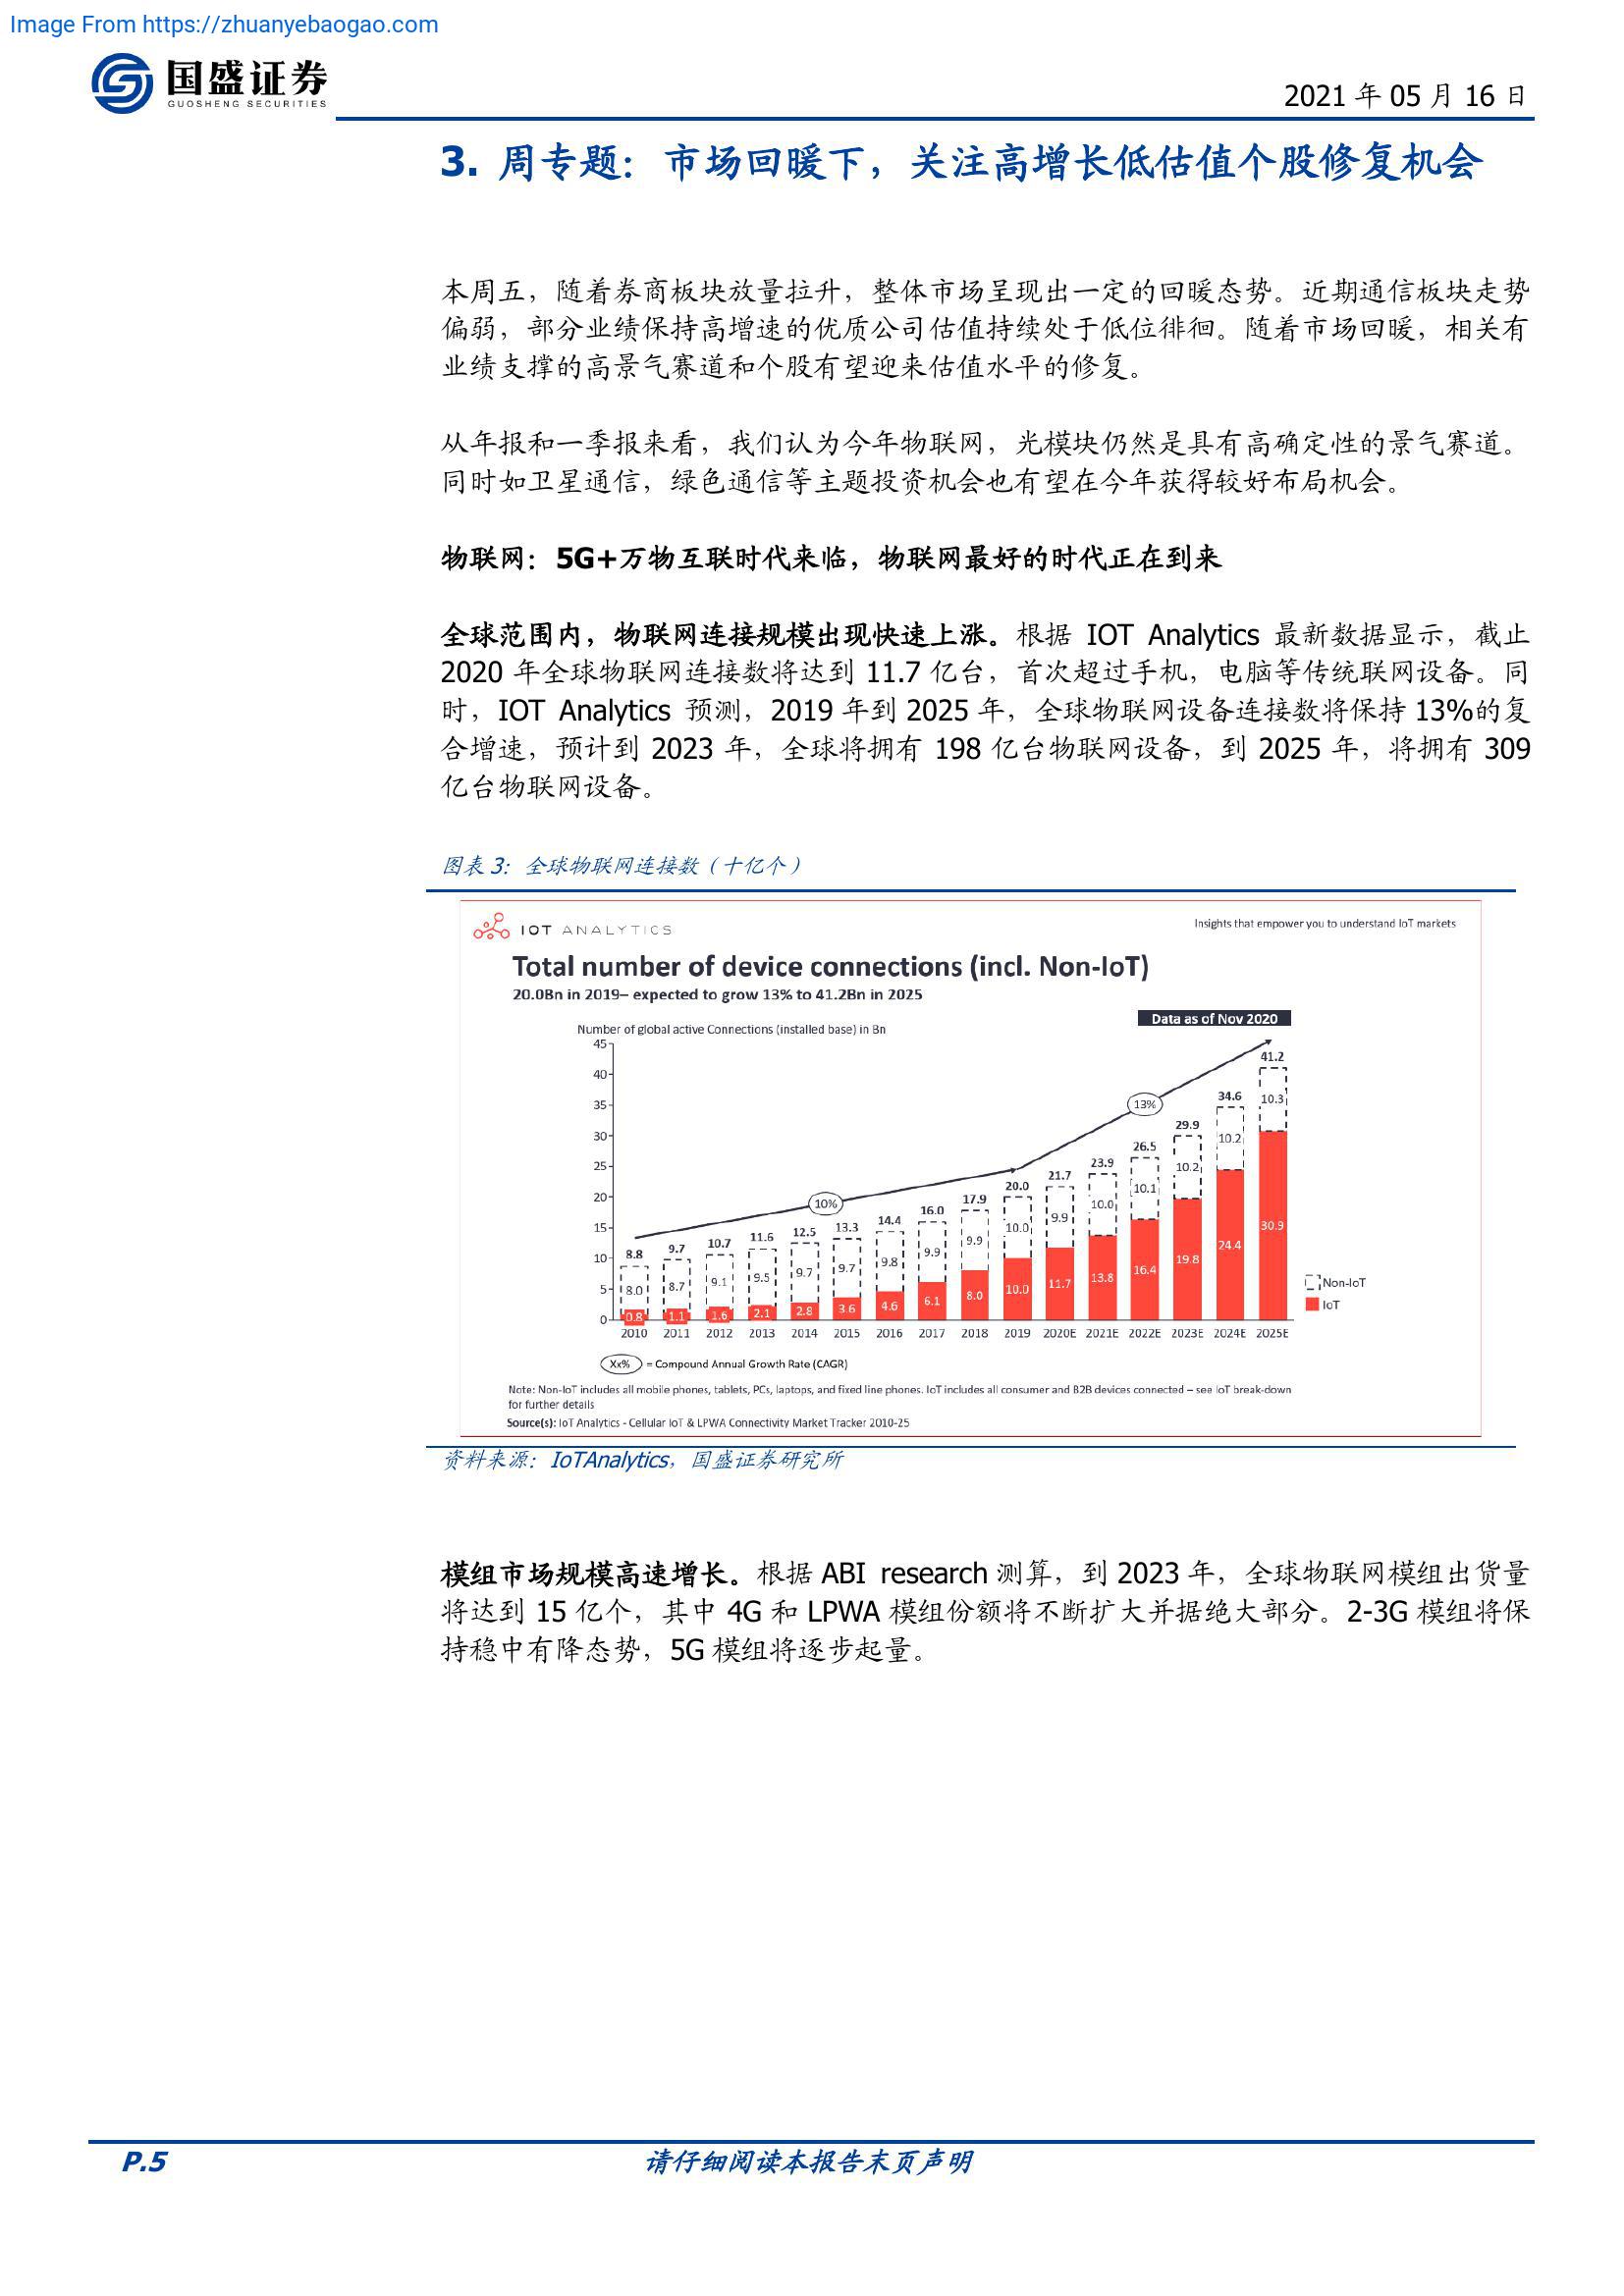 Image From https://zhuanyebaogao.com
国盛证券
GUOSHENG SECURITIES
2021 年 05 月 16 日
3. 周专题：市场回暖下，关注高增长低估值个股修复机会
本周五，随着券商板块放量拉升，整体市场呈现出一定的回暖态势。近期通信板块走势
偏弱，部分业绩保持高增速的优质公司估值持续处于低位徘徊。随着市场回暖，相关有
业绩支撑的高景气赛道和个股有望迎来估值水平的修复。
从年报和一季报来看，我们认为今年物联网，光模块仍然是具有高确定性的景气赛道。
同时如卫星通信，绿色通信等主题投资机会也有望在今年获得较好布局机会。
物联网：5G+万物互联时代来临，物联网最好的时代正在到来
全球范围内，物联网连接规模出现快速上涨。根据 IOT Analytics 最新数据显示，截止
2020 年全球物联网连接数将达到 11.7 亿台，首次超过手机，电脑等传统联网设备。同
时，IOT Analytics 预测，2019 年到 2025 年，全球物联网设备连接数将保持 13%的复
合增速，预计到 2023 年，全球将拥有 198 亿台物联网设备，到 2025 年，将拥有 309
亿台物联网设备。
图表 3：全球物联网连接数（十亿个）
IOT ANALYTICS
Insights that empower you to understand IoT markets
Total number of device connections (incl. Non-IoT)
20.0Bn in 2019– expected to grow 13% to 41.2Bn in 2025
Data as of Nov 2020
Number of global active Connections (installed base) in Bn
45
40
35
30
25
20
15
10
5
0
10%
13%
8.8 9.7 10.7 11.6 12.5 13.3 14.4 16.0 17.9 20.0 21.7 23.9 26.5 29.9 34.6 41.2
8.0 8.7 9.1 9.5 9.7 9.7 9.8 9.9 9.9 10.0 9.9 10.0 10.1 10.2 10.2 10.3
0.8 1.1 1.6 2.1 2.8 3.6 4.6 6.1 8.0 10.0 11.7 13.8 16.4 19.8 24.4 30.9
2010 2011 2012 2013 2014 2015 2016 2017 2018 2019 2020E 2021E 2022E 2023E 2024E 2025E
Non-IoT
IoT
Xx% = Compound Annual Growth Rate (CAGR)
Note: Non-IoT includes all mobile phones, tablets, PCs, laptops, and fixed line phones. IoT includes all consumer and B2B devices connected – see IoT break-down
for further details
Source(s): IoT Analytics - Cellular IoT & LPWA Connectivity Market Tracker 2010-25
资料来源：IoTAnalytics，国盛证券研究所
模组市场规模高速增长。根据 ABI research 测算，到 2023 年，全球物联网模组出货量
将达到 15 亿个，其中 4G 和 LPWA 模组份额将不断扩大并据绝大部分。2-3G 模组将保
持稳中有降态势，5G 模组将逐步起量。
P.5
请仔细阅读本报告末页声明